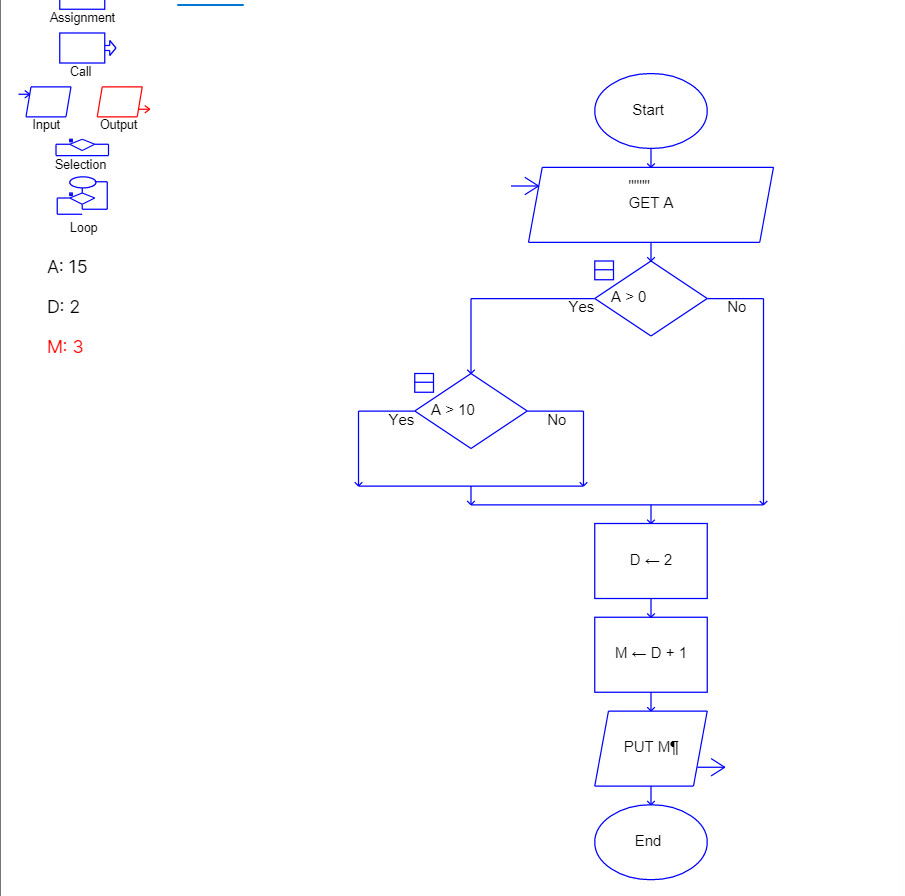 Assignment
Call
Input
Output
Selection
Loop
A: 15
D: 2
M: 3
Start
"""""
GET A
A > 0
Yes
No
A > 10
Yes
No
D ← 2
M ← D + 1
PUT M¶
End